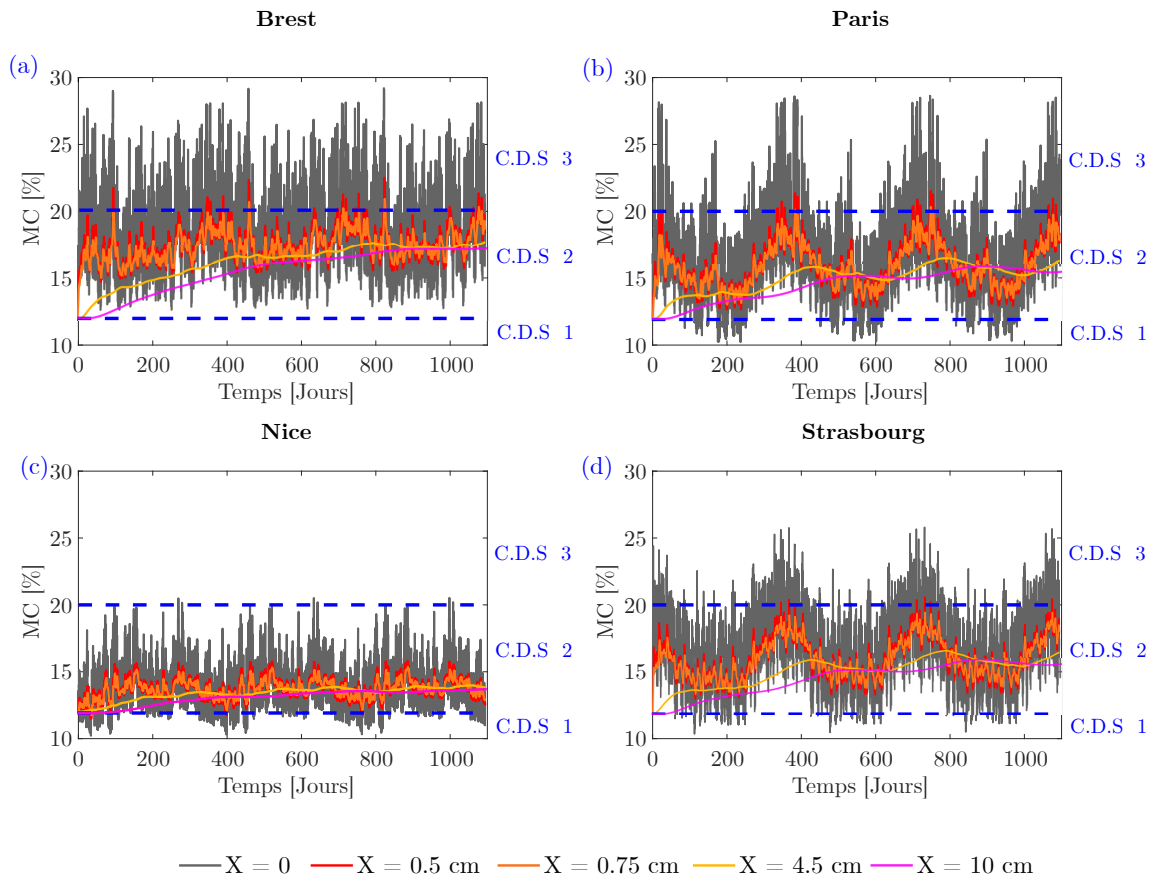 Brest
Paris
(a)
(b)
30
25
20
15
10
MC [%]
0 200 400 600 800 1000
Temps [Jours]
C.D.S 3
C.D.S 2
C.D.S 1
30
25
20
15
10
MC [%]
0 200 400 600 800 1000
Temps [Jours]
C.D.S 3
C.D.S 2
C.D.S 1
Nice
Strasbourg
(c)
(d)
30
25
20
15
10
MC [%]
0 200 400 600 800 1000
Temps [Jours]
C.D.S 3
C.D.S 2
C.D.S 1
30
25
20
15
10
MC [%]
0 200 400 600 800 1000
Temps [Jours]
C.D.S 3
C.D.S 2
C.D.S 1
X = 0 X = 0.5 cm X = 0.75 cm X = 4.5 cm X = 10 cm